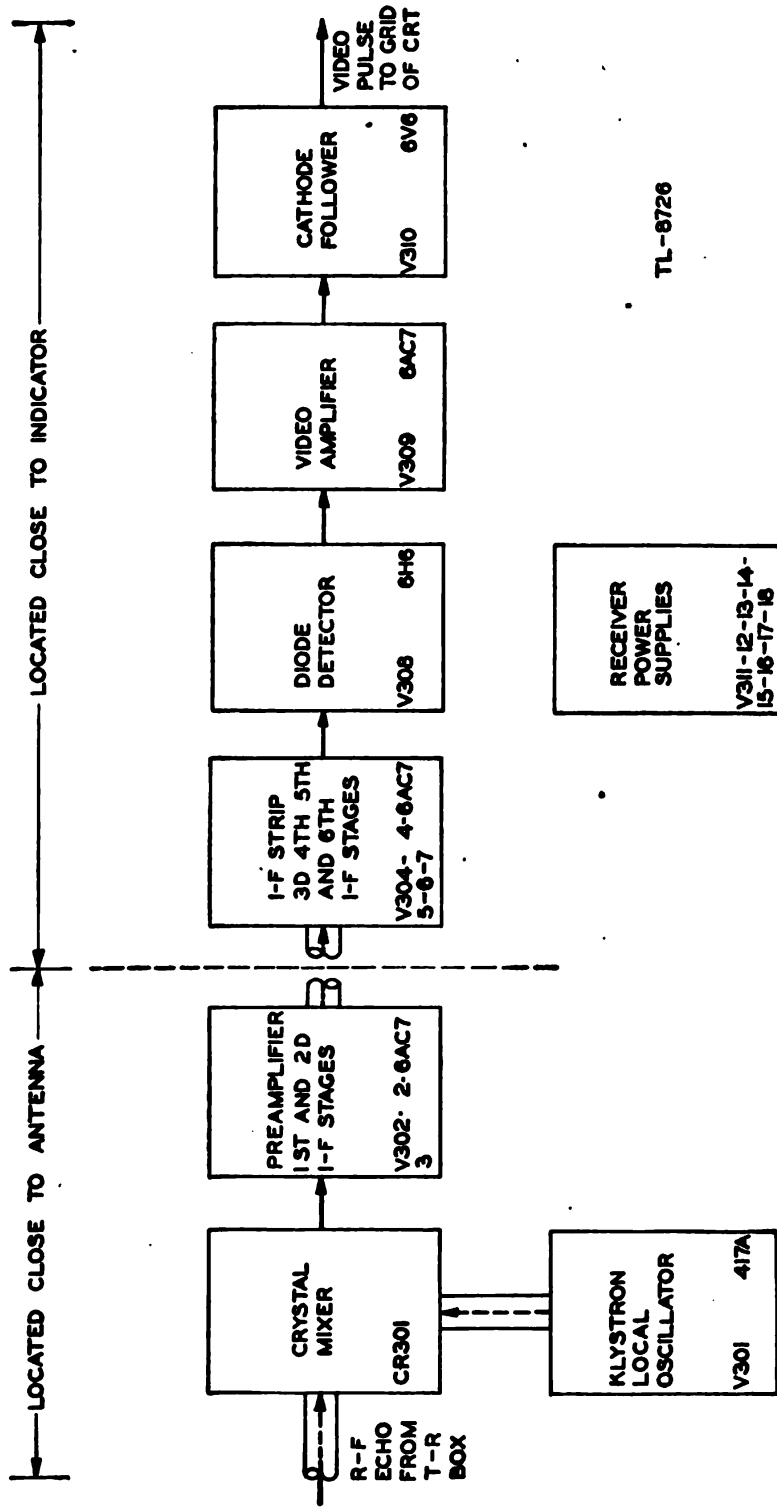 LOCATED CLOSE TO ANTENNA
LOCATED CLOSE TO INDICATOR
R-F
ECHO
FROM
T-R
BOX
CRYSTAL
MIXER
CR301
PREAMPLIFIER
1ST AND 2D
I-F STAGES
V302- 2-6AC7
3
I-F STRIP
3D 4TH 5TH
AND 6TH
I-F STAGES
V304- 4-6AC7
5-6-7
DIODE
DETECTOR
V308 6H6
VIDEO
AMPLIFIER
V309 6AC7
CATHODE
FOLLOWER
V310 6V6
VIDEO
PULSE
TO GRID
OF CRT
KLYSTRON
LOCAL
OSCILLATOR
V301 417A
RECEIVER
POWER
SUPPLIES
V311-12-13-14-
15-16-17-18
TL-8726